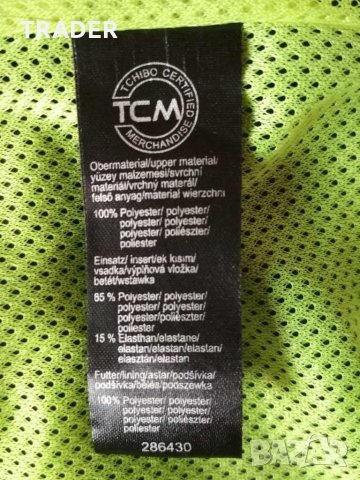 TOP
TRADER
TCHIBO CERTIFIED
TCM
MERCHANDISE
Obermaterial/upper material/
yüzey malzemesi/svrchní
materiál/vrchný materál/
felső anyag/materiał wierzchni
100% Polyester/ polyester/
polyester/ polyester/
polyester/ poliészter/
poliester
Einsatz/ insert/ek kısım/
vsadka/výplňová vložka/
betét/wstawka
85 % Polyester/ polyester/
polyester/ polyester/
polyester/poliészter/
poliester
15 % Elasthan/elastane/
elastan/elastan/elastan/
elasztán/elastan
Futter/lining/astar/podšívka/
podšívka/bélés/podszewka
100% Polyester/ polyester/
polyester/ polyester/
polyester/ poliészter/
poliester
286430
BAZAR